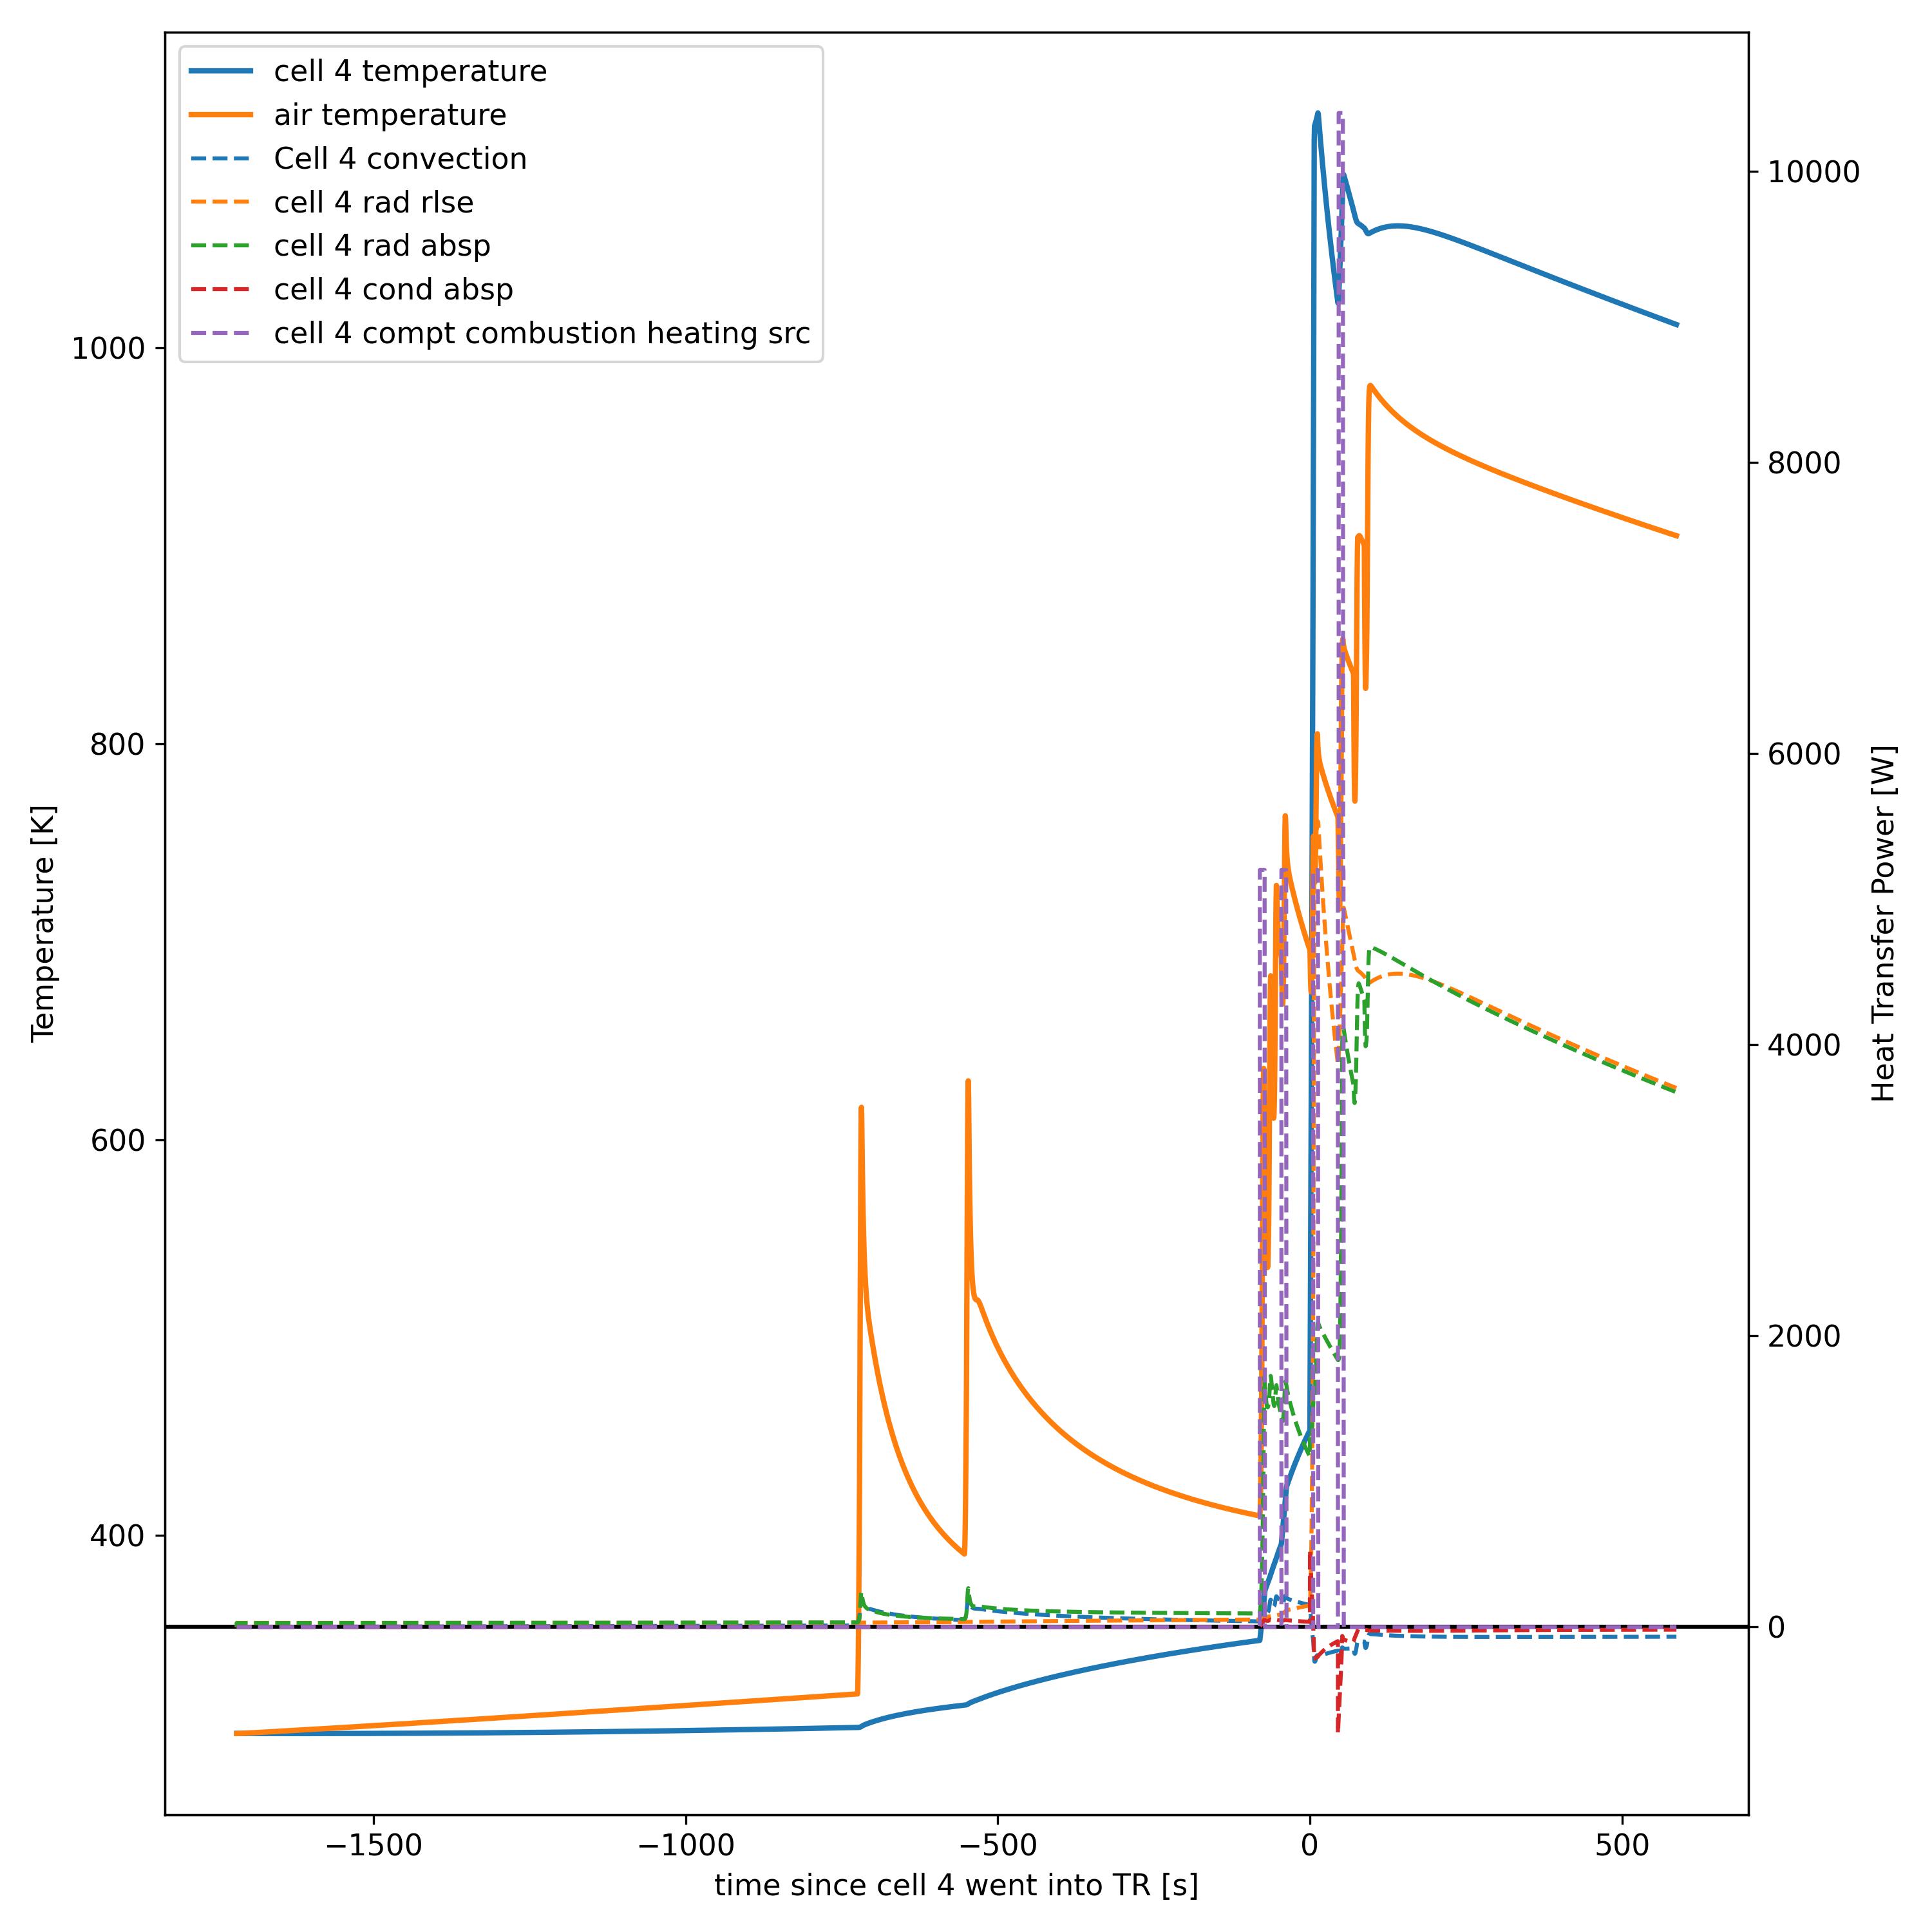 cell 4 temperature
air temperature
Cell 4 convection
cell 4 rad rlse
cell 4 rad absp
cell 4 cond absp
cell 4 compt combustion heating src
Temperature [K]
1000
800
600
400
10000
8000
6000
4000
2000
0
Heat Transfer Power [W]
−1500
−1000
−500
0
500
time since cell 4 went into TR [s]